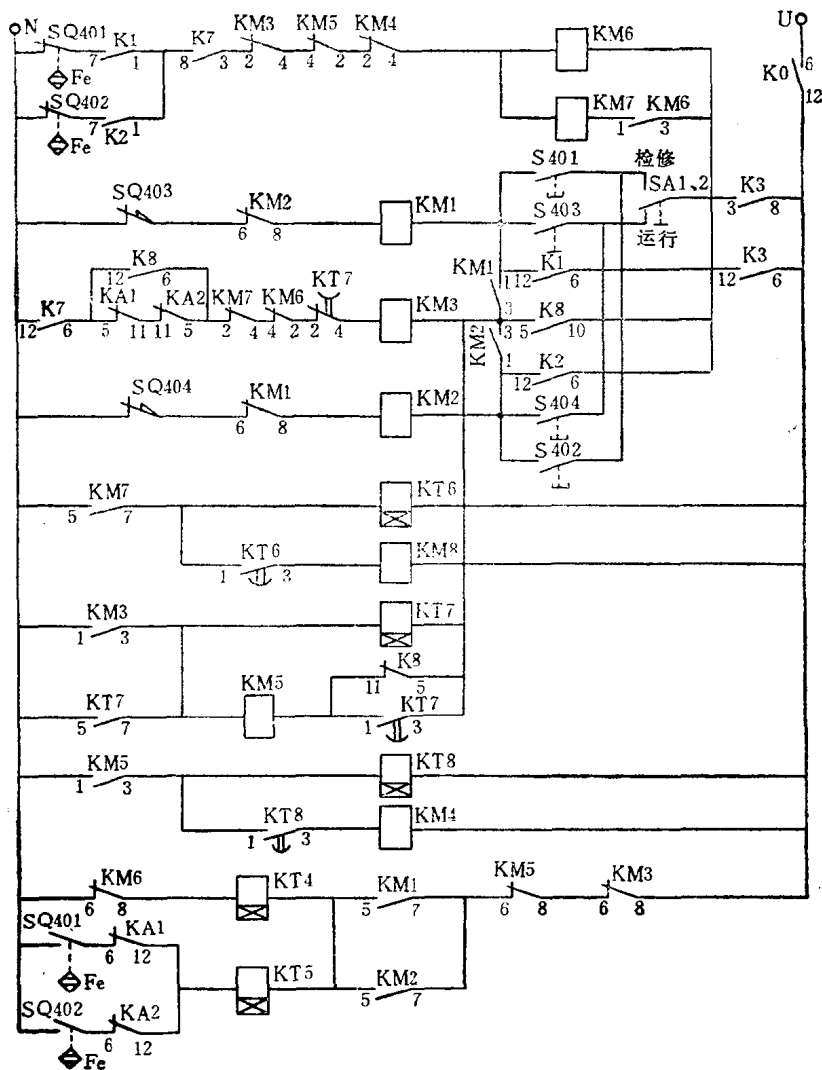 N U
SQ401 K1 K7 KM3 KM5 KM4 KM6
7 1 8 3 2 4 4 2 2 4 6
Fe K0
SQ402 KM7 KM6 12
7 K2 1 1 3
Fe
S401 检修
SA1、2 K3
SQ403 KM2 KM1 S403 3 8
6 8 运行
K8 KM1 1 12 K1 6 K3
12 6 12 6
K7 KA1 KA2 KM7 KM6 KT7 KM3 3 K8
12 6 5 11 11 5 2 4 4 2 2 4 3 5 10
KM2 1 K2
12 6
SQ404 KM1 KM2 S404
6 8
S402
KM7 KT6
5 7
KT6 KM8
1 3
KM3 KT7
1 3
K8
KM5 11 5
KT7 KT7
5 7 1 3
KM5 KT8
1 3
KT8 KM4
1 3
KM6 KT4 KM1 KM5 KM3
6 8 5 7 6 8 6 8
SQ401 KA1
6 12
Fe KT5 KM2
SQ402 KA2 5 7
6 12
Fe